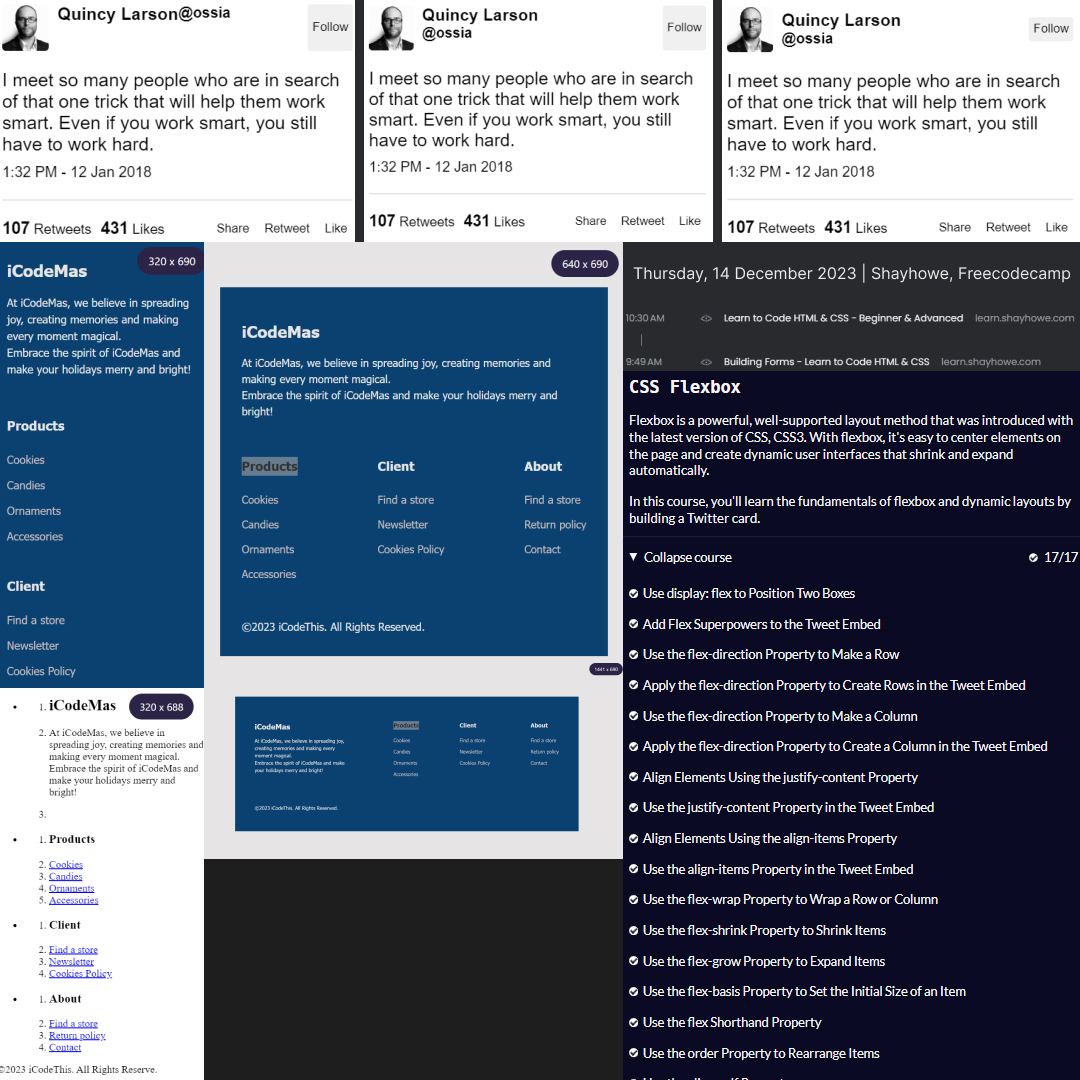 Quincy Larson@ossia
Follow
I meet so many people who are in search
of that one trick that will help them work
smart. Even if you work smart, you still
have to work hard.
1:32 PM - 12 Jan 2018
107 Retweets 431 Likes Share Retweet Like
Quincy Larson
@ossia
Follow
I meet so many people who are in search
of that one trick that will help them work
smart. Even if you work smart, you still
have to work hard.
1:32 PM - 12 Jan 2018
107 Retweets 431 Likes Share Retweet Like
Quincy Larson
@ossia
Follow
I meet so many people who are in search
of that one trick that will help them work
smart. Even if you work smart, you still
have to work hard.
1:32 PM - 12 Jan 2018
107 Retweets 431 Likes Share Retweet Like
320 x 690
iCodeMas
At iCodeMas, we believe in spreading
joy, creating memories and making
every moment magical.
Embrace the spirit of iCodeMas and
make your holidays merry and bright!
Products
Cookies
Candies
Ornaments
Accessories
Client
Find a store
Newsletter
Cookies Policy
320 x 688
1. iCodeMas
2. At iCodeMas, we believe in
spreading joy, creating memories and
making every moment magical.
Embrace the spirit of iCodeMas and
make your holidays merry and
bright!
3.
1. Products
2. Cookies
3. Candies
4. Ornaments
5. Accessories
1. Client
2. Find a store
3. Newsletter
4. Cookies Policy
1. About
2. Find a store
3. Return policy
4. Contact
©2023 iCodeThis. All Rights Reserve.
640 x 690
iCodeMas
At iCodeMas, we believe in spreading joy, creating memories and
making every moment magical.
Embrace the spirit of iCodeMas and make your holidays merry and
bright!
Products Client About
Cookies Find a store Find a store
Candies Newsletter Return policy
Ornaments Cookies Policy Contact
Accessories
©2023 iCodeThis. All Rights Reserved.
1441 x 690
iCodeMas
At iCodeMas, we believe in spreading joy,
creating memories and making every
moment magical.
Embrace the spirit of iCodeMas and make
your holidays merry and bright!
Products Client About
Cookies Find a store Find a store
Candies Newsletter Return policy
Ornaments Cookies Policy Contact
Accessories
©2023 iCodeThis. All Rights Reserved.
Thursday, 14 December 2023 | Shayhowe, Freecodecamp
10:30 AM <> Learn to Code HTML & CSS - Beginner & Advanced learn.shayhowe.com
9:49 AM <> Building Forms - Learn to Code HTML & CSS learn.shayhowe.com
CSS Flexbox
Flexbox is a powerful, well-supported layout method that was introduced with
the latest version of CSS, CSS3. With flexbox, it's easy to center elements on
the page and create dynamic user interfaces that shrink and expand
automatically.
In this course, you'll learn the fundamentals of flexbox and dynamic layouts by
building a Twitter card.
Collapse course 17/17
Use display: flex to Position Two Boxes
Add Flex Superpowers to the Tweet Embed
Use the flex-direction Property to Make a Row
Apply the flex-direction Property to Create Rows in the Tweet Embed
Use the flex-direction Property to Make a Column
Apply the flex-direction Property to Create a Column in the Tweet Embed
Align Elements Using the justify-content Property
Use the justify-content Property in the Tweet Embed
Align Elements Using the align-items Property
Use the align-items Property in the Tweet Embed
Use the flex-wrap Property to Wrap a Row or Column
Use the flex-shrink Property to Shrink Items
Use the flex-grow Property to Expand Items
Use the flex-basis Property to Set the Initial Size of an Item
Use the flex Shorthand Property
Use the order Property to Rearrange Items